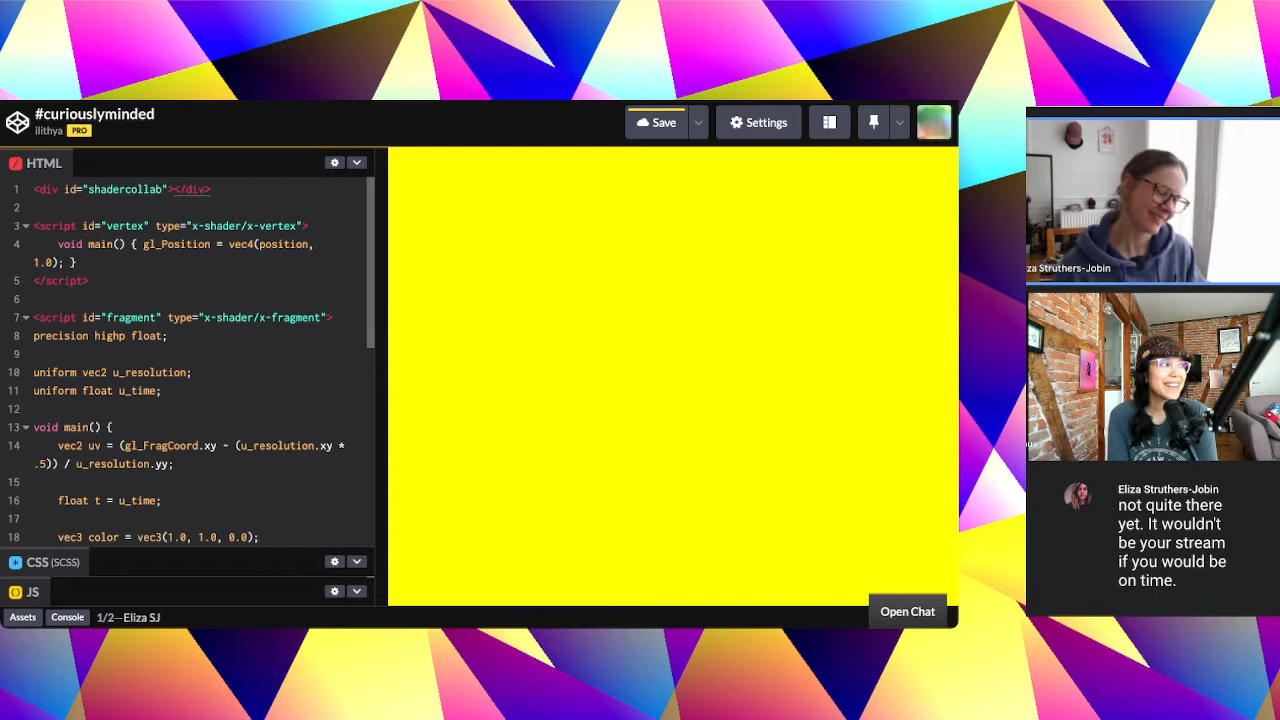 #curiouslyminded
ilithya PRO
Save
Settings
HTML
1 <div id="shadercollab"></div>
2
3 <script id="vertex" type="x-shader/x-vertex">
4 void main() { gl_Position = vec4(position,
1.0); }
5 </script>
6
7 <script id="fragment" type="x-shader/x-fragment">
8 precision highp float;
9
10 uniform vec2 u_resolution;
11 uniform float u_time;
12
13 void main() {
14 vec2 uv = (gl_FragCoord.xy - (u_resolution.xy *
.5)) / u_resolution.yy;
15
16 float t = u_time;
17
18 vec3 color = vec3(1.0, 1.0, 0.0);
CSS (SCSS)
JS
Assets
Console
1/2—Eliza SJ
Open Chat
24
za Struthers-Jobin
Eliza Struthers-Jobin
not quite there
yet. It wouldn't
be your stream
if you would be
on time.